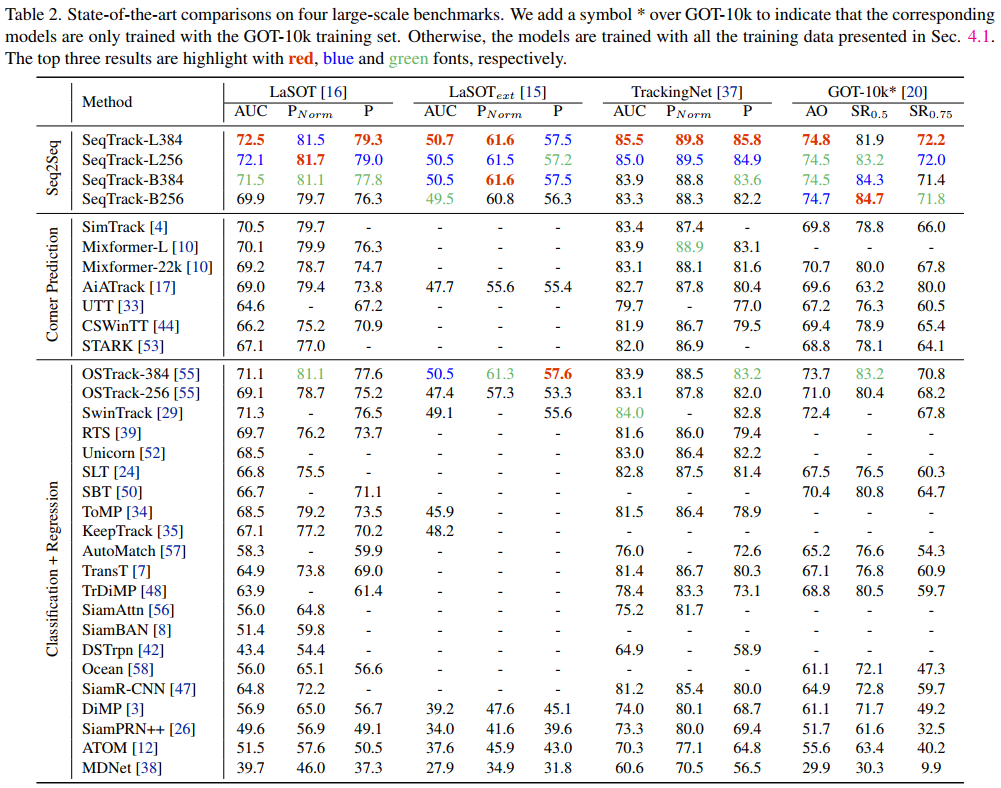 Table 2. State-of-the-art comparisons on four large-scale benchmarks. We add a symbol * over GOT-10k to indicate that the corresponding
models are only trained with the GOT-10k training set. Otherwise, the models are trained with all the training data presented in Sec. 4.1.
The top three results are highlight with red, blue and green fonts, respectively.
Method LaSOT [16] LaSOText [15] TrackingNet [37] GOT-10k* [20]
AUC PNorm P AUC PNorm P AUC PNorm P AO SR0.5 SR0.75
Seq2Seq
SeqTrack-L384 72.5 81.5 79.3 50.7 61.6 57.5 85.5 89.8 85.8 74.8 81.9 72.2
SeqTrack-L256 72.1 81.7 79.0 50.5 61.5 57.2 85.0 89.5 84.9 74.5 83.2 72.0
SeqTrack-B384 71.5 81.1 77.8 50.5 61.6 57.5 83.9 88.8 83.6 74.5 84.3 71.4
SeqTrack-B256 69.9 79.7 76.3 49.5 60.8 56.3 83.3 88.3 82.2 74.7 84.7 71.8
Corner Prediction
SimTrack [4] 70.5 79.7 - - - - 83.4 87.4 - 69.8 78.8 66.0
Mixformer-L [10] 70.1 79.9 76.3 - - - 83.9 88.9 83.1 - - -
Mixformer-22k [10] 69.2 78.7 74.7 - - - 83.1 88.1 81.6 70.7 80.0 67.8
AiATrack [17] 69.0 79.4 73.8 47.7 55.6 55.4 82.7 87.8 80.4 69.6 63.2 80.0
UTT [33] 64.6 - 67.2 - - - 79.7 - 77.0 67.2 76.3 60.5
CSWinTT [44] 66.2 75.2 70.9 - - - 81.9 86.7 79.5 69.4 78.9 65.4
STARK [53] 67.1 77.0 - - - - 82.0 86.9 - 68.8 78.1 64.1
Classification + Regression
OSTrack-384 [55] 71.1 81.1 77.6 50.5 61.3 57.6 83.9 88.5 83.2 73.7 83.2 70.8
OSTrack-256 [55] 69.1 78.7 75.2 47.4 57.3 53.3 83.1 87.8 82.0 71.0 80.4 68.2
SwinTrack [29] 71.3 - 76.5 49.1 - 55.6 84.0 - 82.8 72.4 - 67.8
RTS [39] 69.7 76.2 73.7 - - - 81.6 86.0 79.4 - - -
Unicorn [52] 68.5 - - - - - 83.0 86.4 82.2 - - -
SLT [24] 66.8 75.5 - - - - 82.8 87.5 81.4 67.5 76.5 60.3
SBT [50] 66.7 - 71.1 - - - - - - 70.4 80.8 64.7
ToMP [34] 68.5 79.2 73.5 45.9 - - 81.5 86.4 78.9 - - -
KeepTrack [35] 67.1 77.2 70.2 48.2 - - - - - - - -
AutoMatch [57] 58.3 - 59.9 - - - 76.0 - 72.6 65.2 76.6 54.3
TransT [7] 64.9 73.8 69.0 - - - 81.4 86.7 80.3 67.1 76.8 60.9
TrDiMP [48] 63.9 - 61.4 - - - 78.4 83.3 73.1 68.8 80.5 59.7
SiamAttn [56] 56.0 64.8 - - - - 75.2 81.7 - - - -
SiamBAN [8] 51.4 59.8 - - - - - - - - - -
DSTrpn [42] 43.4 54.4 - - - - 64.9 - 58.9 - - -
Ocean [58] 56.0 65.1 56.6 - - - - - - 61.1 72.1 47.3
SiamR-CNN [47] 64.8 72.2 - - - - 81.2 85.4 80.0 64.9 72.8 59.7
DiMP [3] 56.9 65.0 56.7 39.2 47.6 45.1 74.0 80.1 68.7 61.1 71.7 49.2
SiamPRN++ [26] 49.6 56.9 49.1 34.0 41.6 39.6 73.3 80.0 69.4 51.7 61.6 32.5
ATOM [12] 51.5 57.6 50.5 37.6 45.9 43.0 70.3 77.1 64.8 55.6 63.4 40.2
MDNet [38] 39.7 46.0 37.3 27.9 34.9 31.8 60.6 70.5 56.5 29.9 30.3 9.9